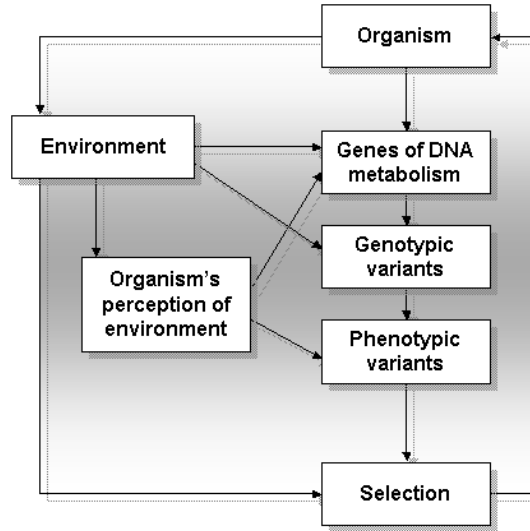 Organism
Environment
Genes of DNA
metabolism
Genotypic
variants
Organism's
perception of
environment
Phenotypic
variants
Selection